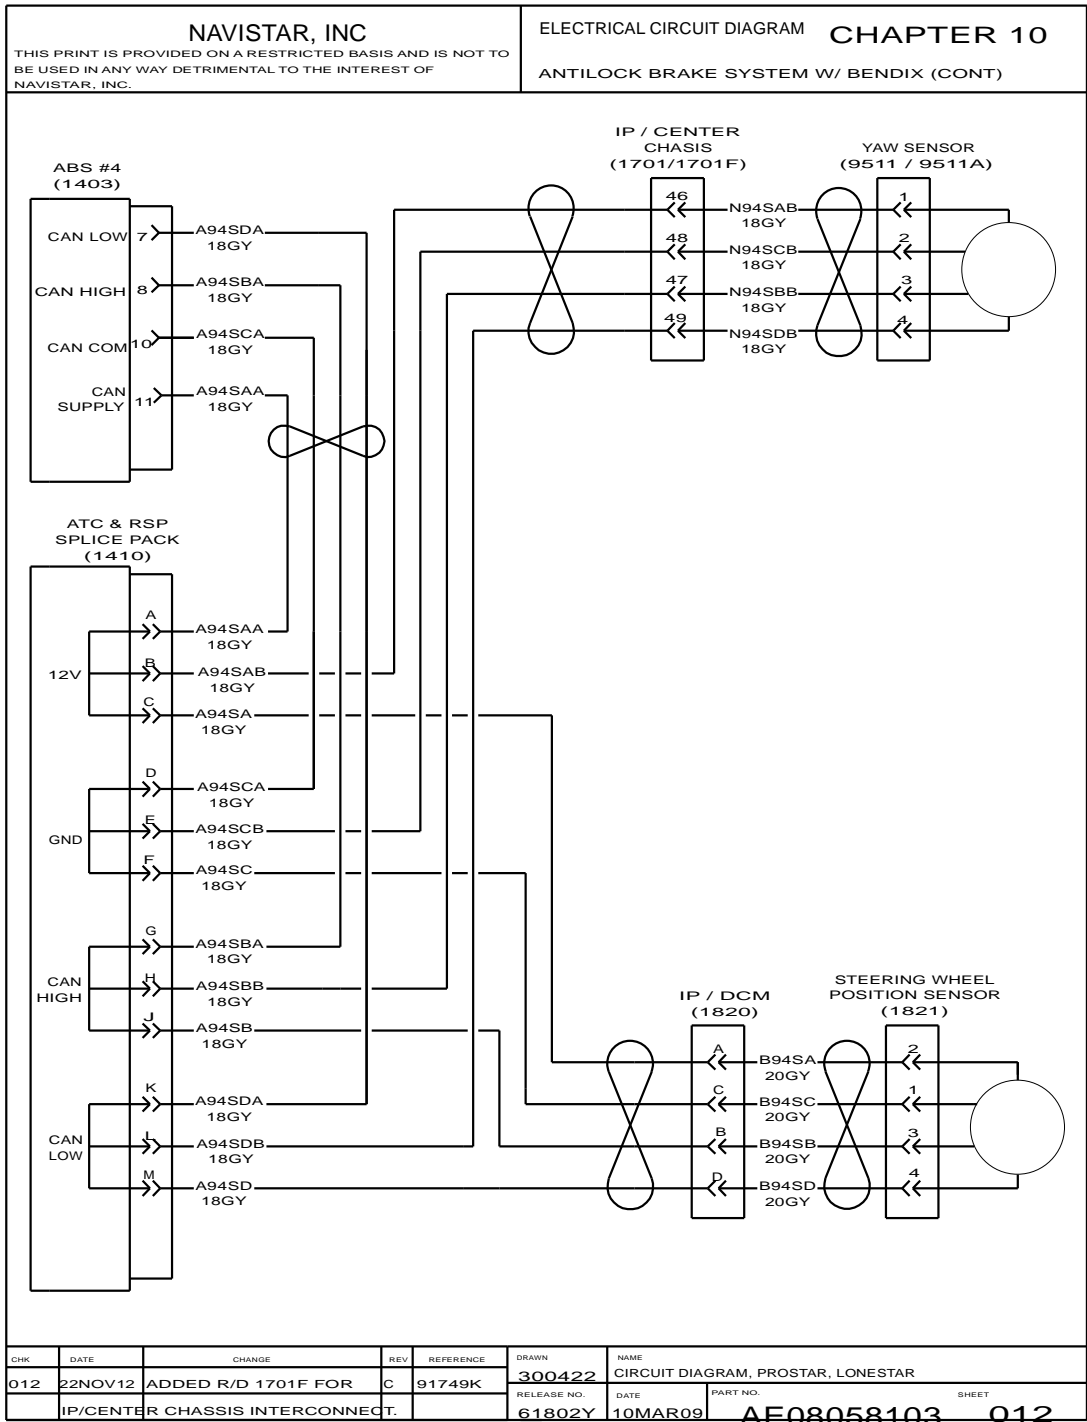 NAVISTAR, INC
THIS PRINT IS PROVIDED ON A RESTRICTED BASIS AND IS NOT TO
BE USED IN ANY WAY DETRIMENTAL TO THE INTEREST OF
NAVISTAR, INC.
ELECTRICAL CIRCUIT DIAGRAM CHAPTER 10
ANTILOCK BRAKE SYSTEM W/ BENDIX (CONT)
ABS #4
(1403)
CAN LOW 7 A94SDA
18GY
CAN HIGH 8 A94SBA
18GY
CAN COM 10 A94SCA
18GY
CAN
SUPPLY 11 A94SAA
18GY
IP / CENTER
CHASIS
(1701/1701F)
YAW SENSOR
(9511 / 9511A)
46 N94SAB 1
18GY
48 N94SCB 2
18GY
47 N94SBB 3
18GY
49 N94SDB 4
18GY
ATC & RSP
SPLICE PACK
(1410)
12V
A A94SAA
18GY
B A94SAB
18GY
C A94SA
18GY
GND
D A94SCA
18GY
E A94SCB
18GY
F A94SC
18GY
CAN
HIGH
G A94SBA
18GY
H A94SBB
18GY
J A94SB
18GY
CAN
LOW
K A94SDA
18GY
L A94SDB
18GY
M A94SD
18GY
IP / DCM
(1820)
STEERING WHEEL
POSITION SENSOR
(1821)
A B94SA 2
20GY
C B94SC 1
20GY
B B94SB 3
20GY
D B94SD 4
20GY
CHK DATE CHANGE REV REFERENCE
012 22NOV12 ADDED R/D 1701F FOR C 91749K
IP/CENTER CHASSIS INTERCONNECT.
DRAWN
300422
NAME
CIRCUIT DIAGRAM, PROSTAR, LONESTAR
RELEASE NO.
61802Y
DATE
10MAR09
PART NO.
AF08058103
SHEET
012